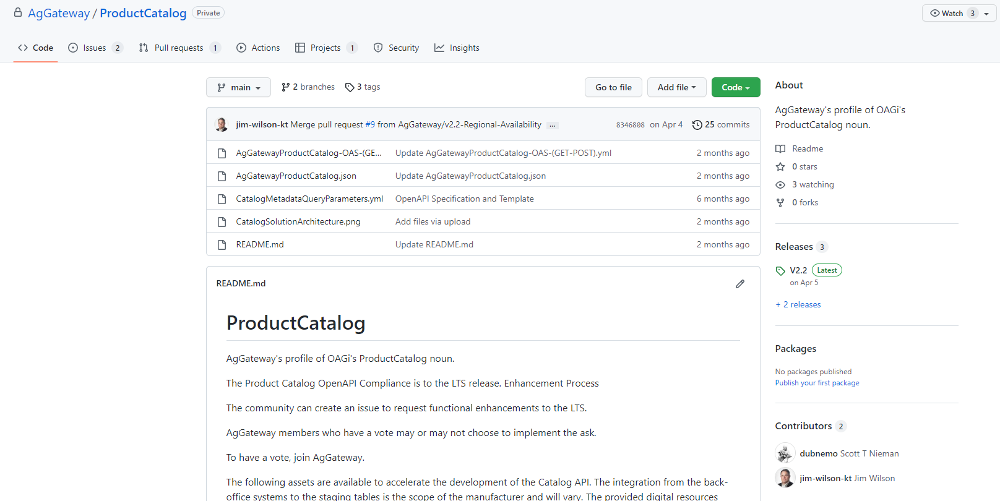 AgGateway / ProductCatalog Private
Watch 3
Code Issues 2 Pull requests 1 Actions Projects 1 Security Insights
main 2 branches 3 tags Go to file Add file Code
jim-wilson-kt Merge pull request #9 from AgGateway/v2.2-Regional-Availability ... 8346808 on Apr 4 25 commits
AgGatewayProductCatalog-OAS-(GE... Update AgGatewayProductCatalog-OAS-(GET-POST).yml 2 months ago
AgGatewayProductCatalog.json Update AgGatewayProductCatalog.json 2 months ago
CatalogMetadataQueryParameters.yml OpenAPI Specification and Template 6 months ago
CatalogSolutionArchitecture.png Add files via upload 2 months ago
README.md Update README.md 2 months ago
README.md
ProductCatalog
AgGateway's profile of OAGi's ProductCatalog noun.
The Product Catalog OpenAPI Compliance is to the LTS release. Enhancement Process
The community can create an issue to request functional enhancements to the LTS.
AgGateway members who have a vote may or may not choose to implement the ask.
To have a vote, join AgGateway.
The following assets are available to accelerate the development of the Catalog API. The integration from the back-
office systems to the staging tables is the scope of the manufacturer and will vary. The provided digital resources
About
AgGateway's profile of OAGi's
ProductCatalog noun.
Readme
0 stars
3 watching
0 forks
Releases 3
V2.2 Latest
on Apr 5
+ 2 releases
Packages
No packages published
Publish your first package
Contributors 2
dubnemo Scott T Nieman
jim-wilson-kt Jim Wilson